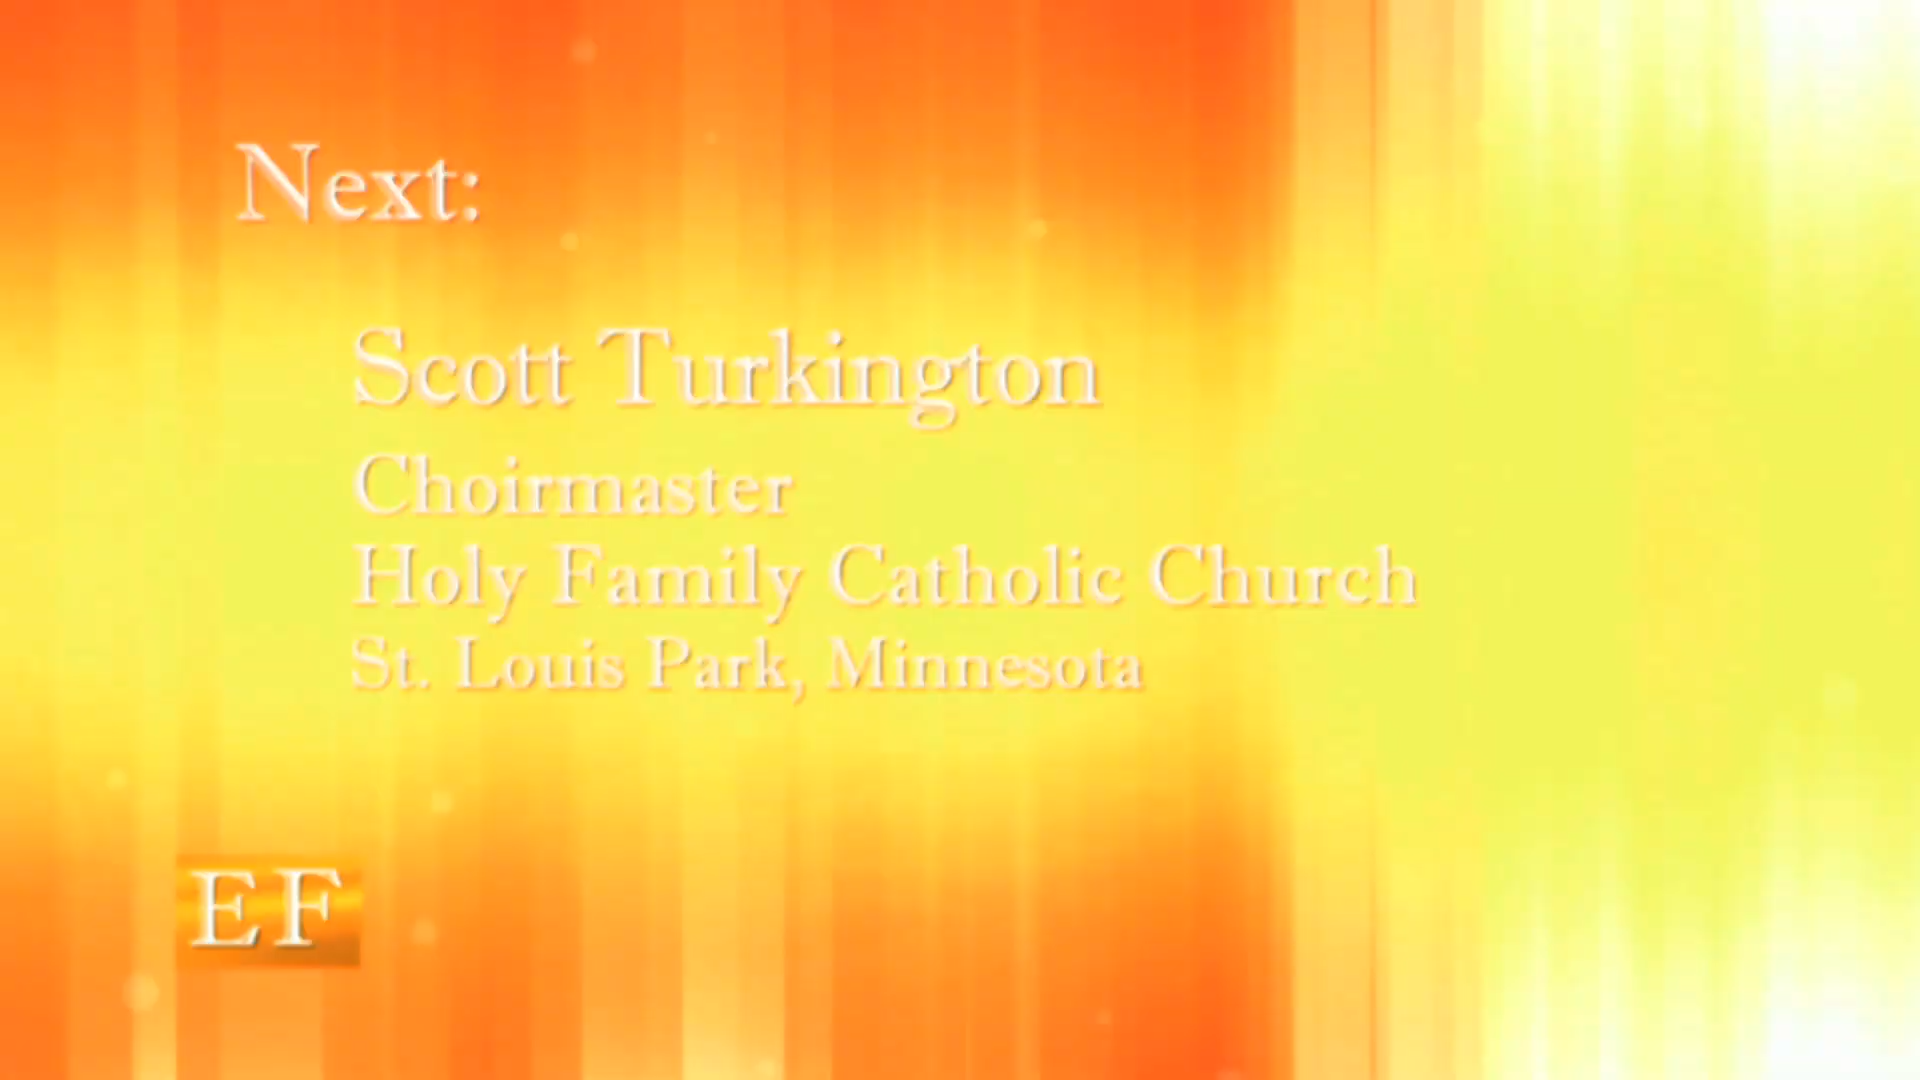 Next:
Scott Turkington
Choirmaster
Holy Family Catholic Church
St. Louis Park, Minnesota
EF